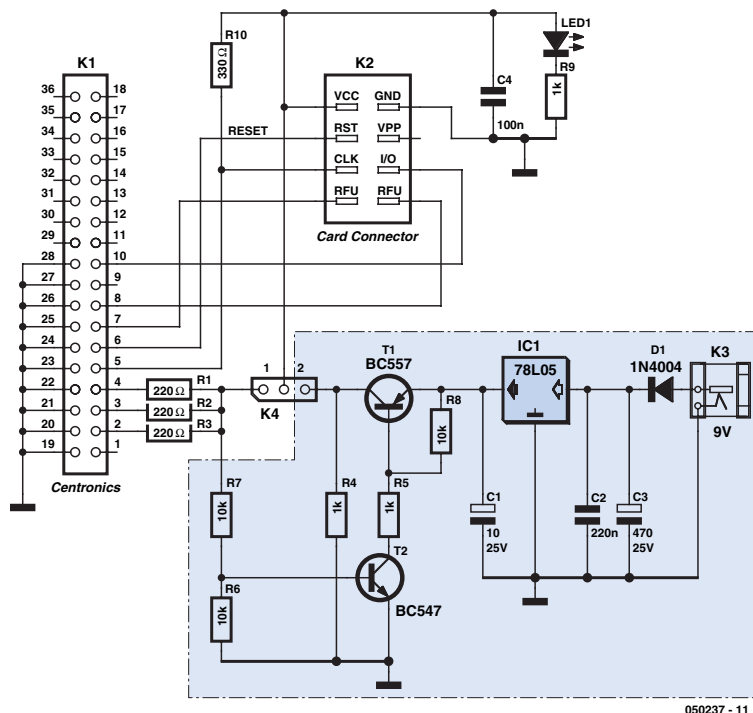 LED1
R10
330 Ω
K1
K2
R9
1k
C4
100n
36
18
35
17
34
16
33
15
32
14
31
13
30
12
29
11
28
10
27
9
26
8
25
7
24
6
23
5
22
4
21
3
20
2
19
1
Centronics
RESET
VCC
GND
RST
VPP
CLK
I/O
RFU
RFU
Card Connector
220 Ω
R1
220 Ω
R2
220 Ω
R3
1
2
K4
T1
BC557
R8
10k
IC1
78L05
D1
1N4004
K3
9V
R7
10k
R4
1k
R5
1k
C1
10
25V
C2
220n
C3
470
25V
R6
10k
T2
BC547
050237 - 11